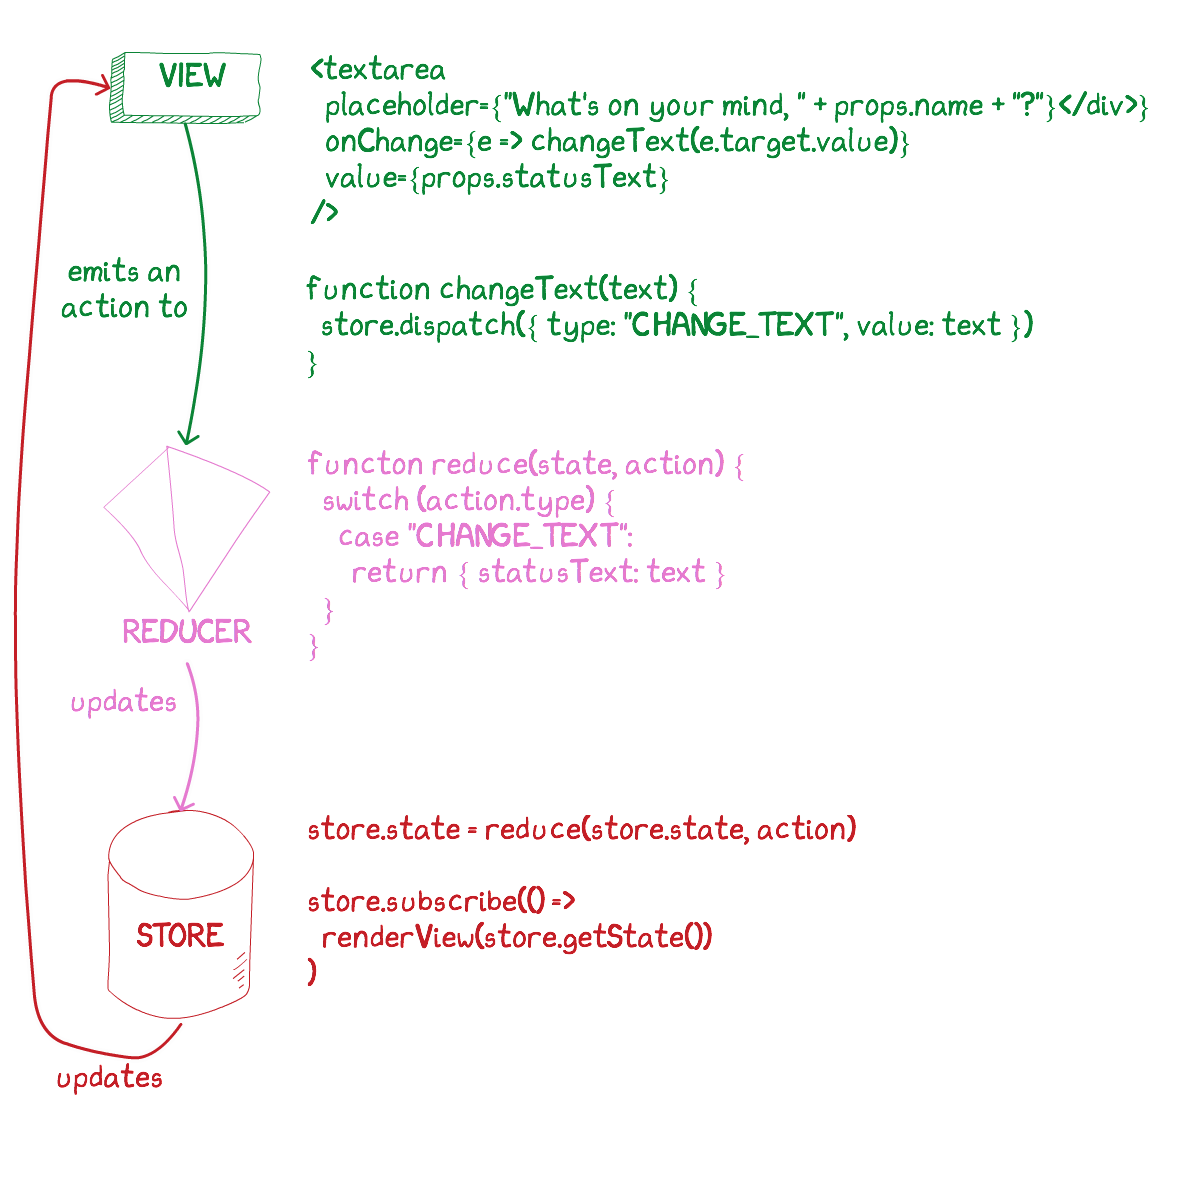 VIEW
<textarea
placeholder={"What's on your mind, " + props.name + "?"}</div>}
onChange={e => changeText(e.target.value)}
value={props.statusText}
/>
emits an
action to
function changeText(text) {
store.dispatch({ type: "CHANGE_TEXT", value: text })
}
functon reduce(state, action) {
switch (action.type) {
case "CHANGE_TEXT":
return { statusText: text }
}
}
REDUCER
updates
store.state = reduce(store.state, action)
store.subscribe(() =>
renderView(store.getState())
)
STORE
updates